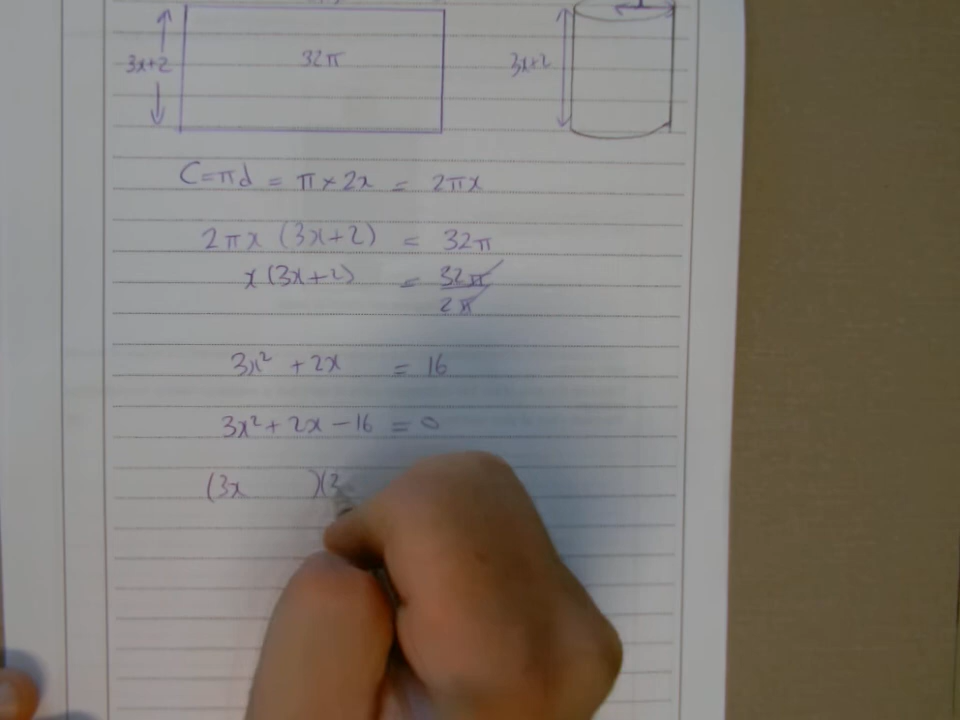 3x+2 32π 3x+2
C=πd = π × 2x = 2πx
2πx (3x+2) = 32π
x(3x+2) = 32π
2π
3x² + 2x = 16
3x² + 2x - 16 = 0
(3x )(